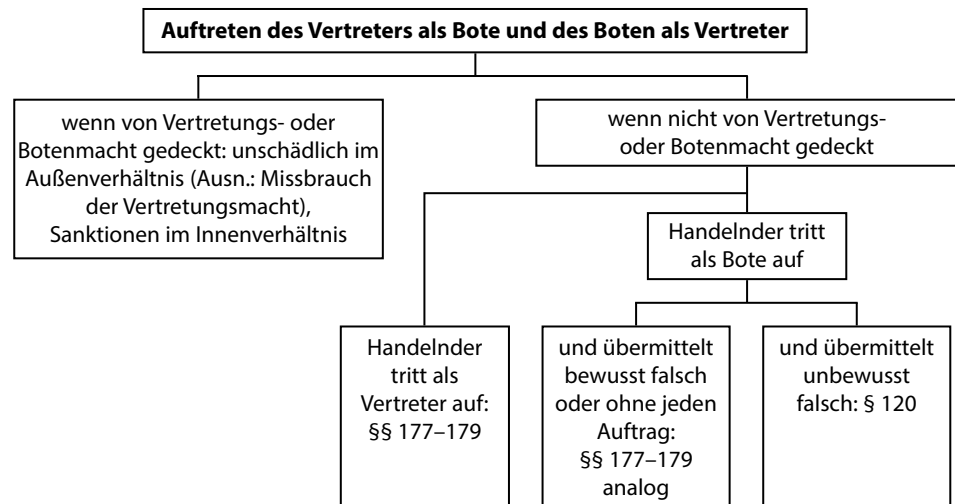 Auftreten des Vertreters als Bote und des Boten als Vertreter
wenn von Vertretungs- oder
Botenmacht gedeckt: unschädlich im
Außenverhältnis (Ausn.: Missbrauch
der Vertretungsmacht),
Sanktionen im Innenverhältnis
wenn nicht von Vertretungs-
oder Botenmacht gedeckt
Handelnder tritt
als Bote auf
Handelnder
tritt als
Vertreter auf:
§§ 177–179
und übermittelt
bewusst falsch
oder ohne jeden
Auftrag:
§§ 177–179
analog
und übermittelt
unbewusst
falsch: § 120